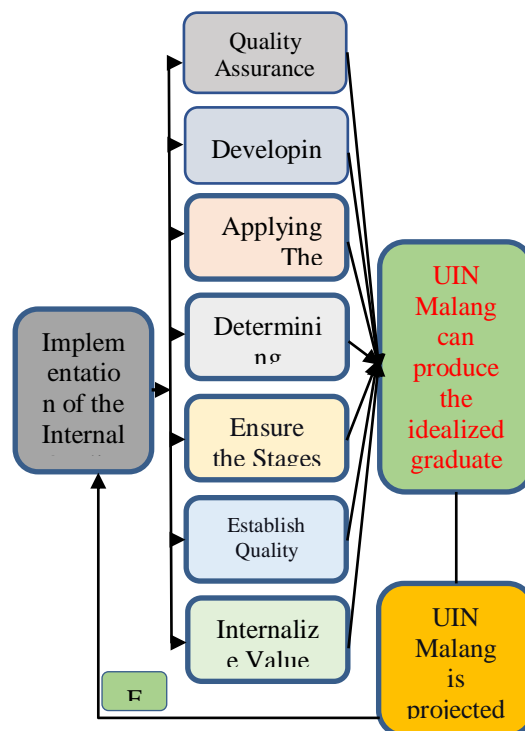 Quality
Assurance
Developin
Applying The
Determini
ng
Ensure
the Stages
Establish
Quality
Internaliz
e Value
Implem
entatio
n of the
Internal
UIN
Malang
can
produce
the
idealized
graduate
UIN
Malang
is
projected